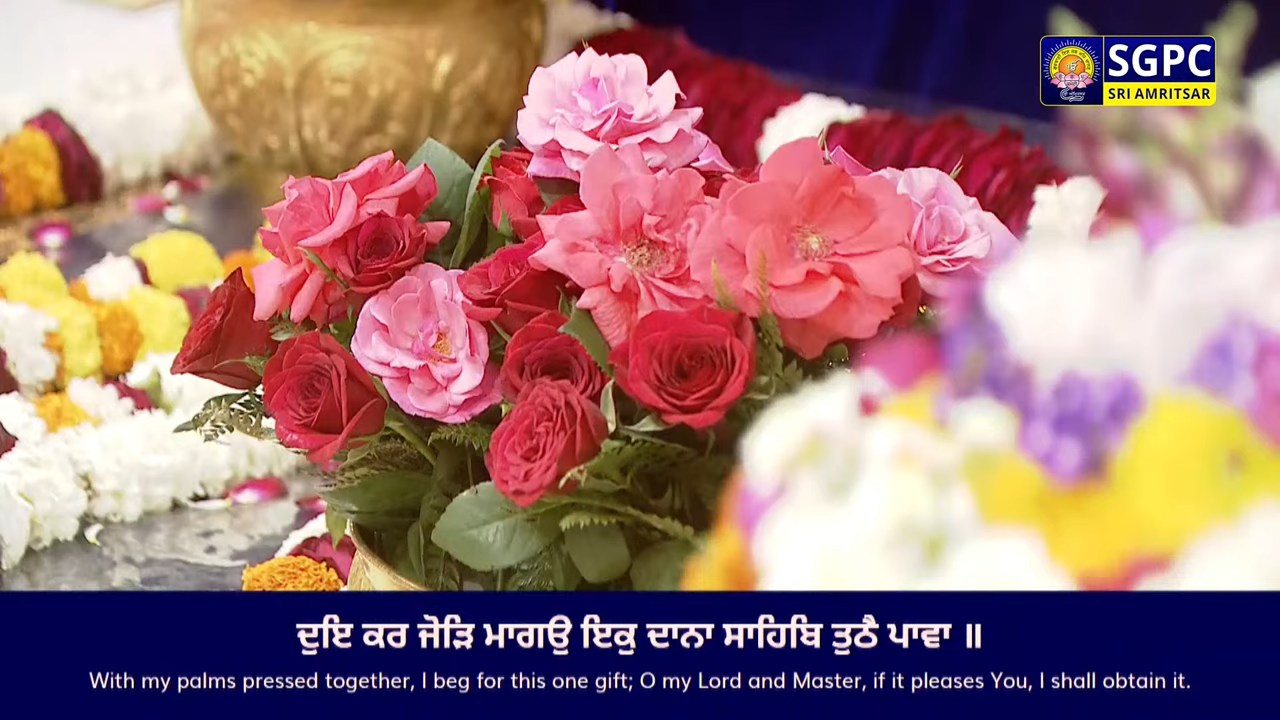 SGPC
SRI AMRITSAR
ਦੁਇ ਕਰ ਜੋੜਿ ਮਾਗਉ ਇਕੁ ਦਾਨਾ ਸਾਹਿਬਿ ਤੁਠੈ ਪਾਵਾ ॥
With my palms pressed together, I beg for this one gift; O my Lord and Master, if it pleases You, I shall obtain it.